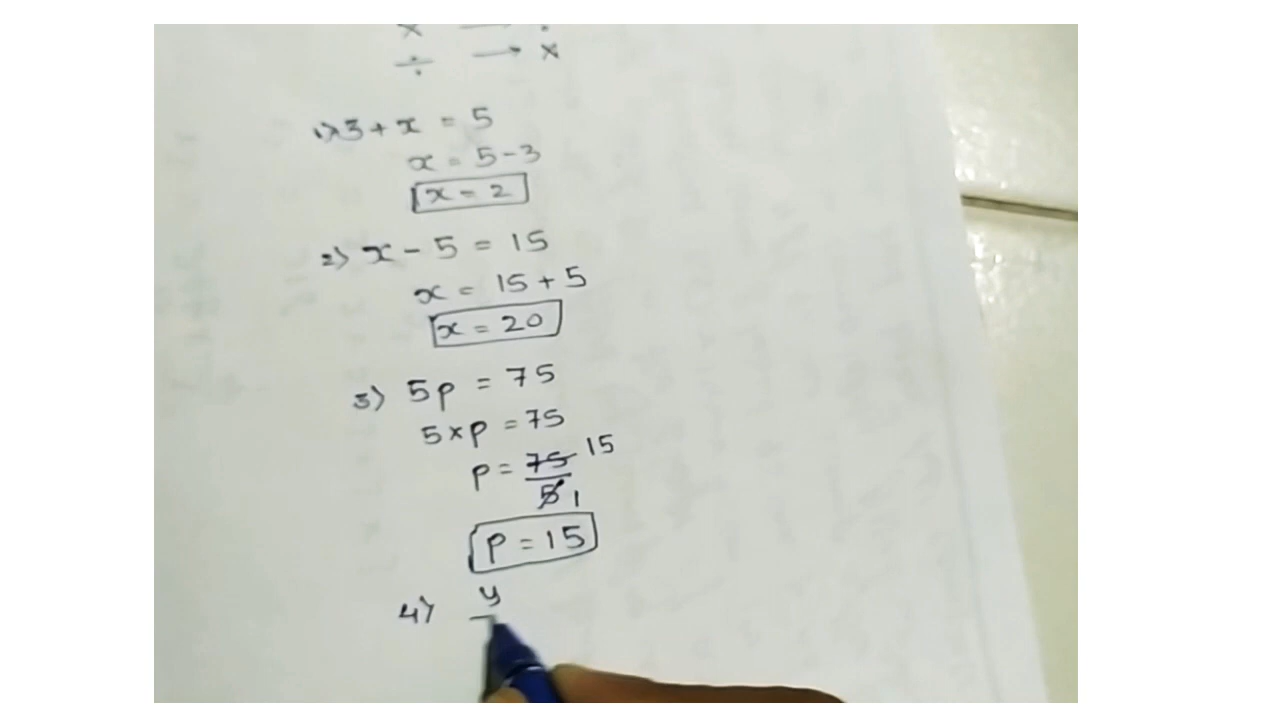 × → ÷
÷ → ×
1) 3 + x = 5
x = 5 - 3
x = 2
2) x - 5 = 15
x = 15 + 5
x = 20
3) 5p = 75
5 × p = 75
p = 75/5 15 1
p = 15
4) y